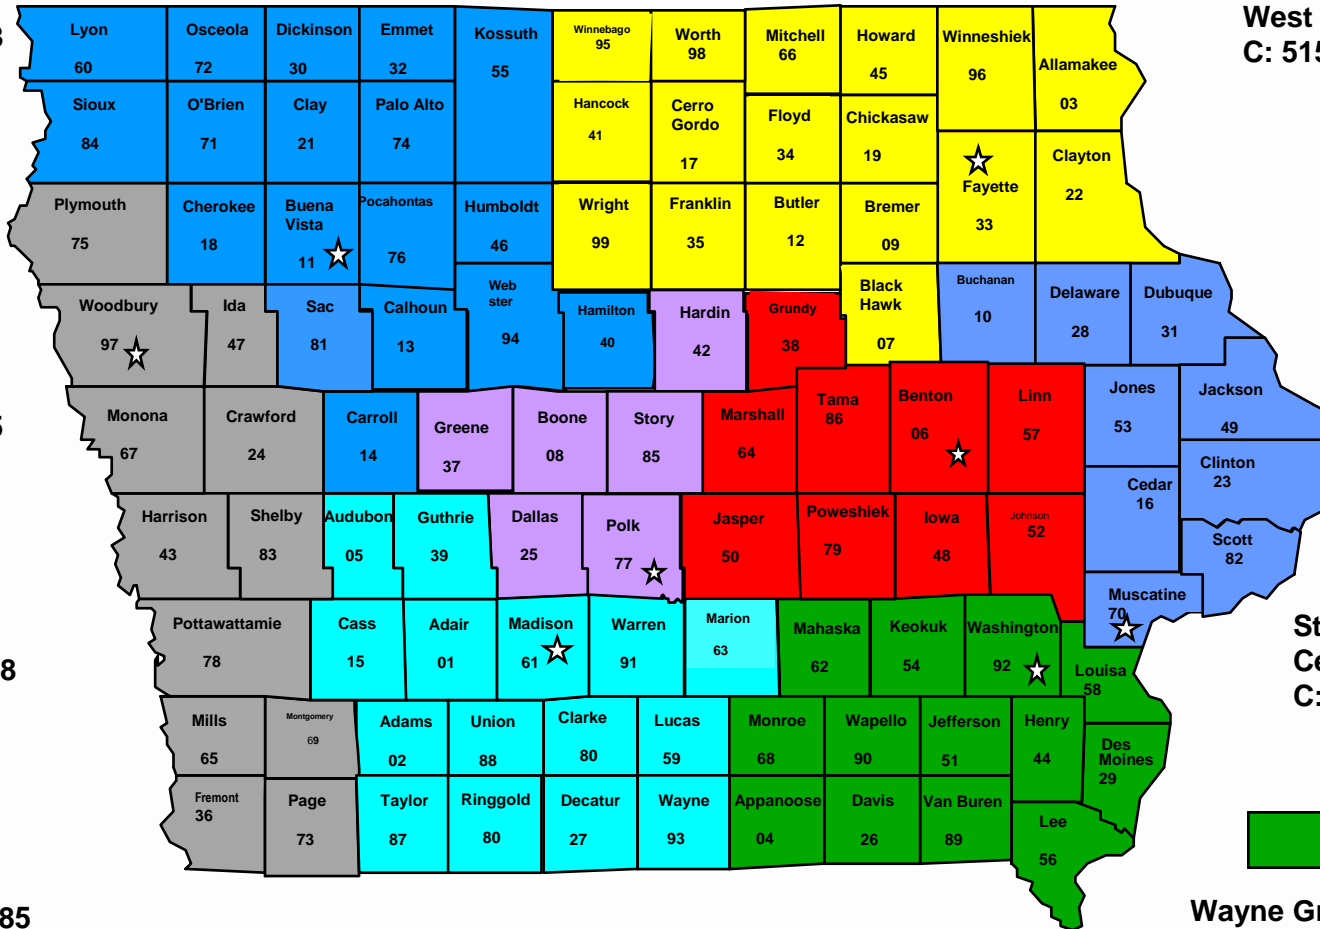 West
C: 515
Lyon
60
Osceola
72
Dickinson
30
Emmet
32
Kossuth
55
Winnebago
95
Worth
98
Mitchell
66
Howard
45
Winneshiek
96
Allamakee
03
Sioux
84
O'Brien
71
Clay
21
Palo Alto
74
Hancock
41
Cerro
Gordo
17
Floyd
34
Chickasaw
19
Fayette
33
Clayton
22
Plymouth
75
Cherokee
18
Buena
Vista
11
Pocahontas
76
Humboldt
46
Wright
99
Franklin
35
Butler
12
Bremer
09
Woodbury
97
Ida
47
Sac
81
Calhoun
13
Web
ster
94
Hamilton
40
Hardin
42
Grundy
38
Black
Hawk
07
Buchanan
10
Delaware
28
Dubuque
31
Monona
67
Crawford
24
Carroll
14
Greene
37
Boone
08
Story
85
Marshall
64
Tama
86
Benton
06
Linn
57
Jones
53
Jackson
49
Clinton
23
Cedar
16
Harrison
43
Shelby
83
Audubon
05
Guthrie
39
Dallas
25
Polk
77
Jasper
50
Poweshiek
79
Iowa
48
Johnson
52
Scott
82
Muscatine
70
Pottawattamie
78
Cass
15
Adair
01
Madison
61
Warren
91
Marion
63
Mahaska
62
Keokuk
54
Washington
92
Louisa
58
8
C:
Mills
65
Montgomery
69
Adams
02
Union
88
Clarke
80
Lucas
59
Monroe
68
Wapello
90
Jefferson
51
Henry
44
Des
Moines
29
Fremont
36
Page
73
Taylor
87
Ringgold
80
Decatur
27
Wayne
93
Appanoose
04
Davis
26
Van Buren
89
Lee
56
85
Wayne Gr